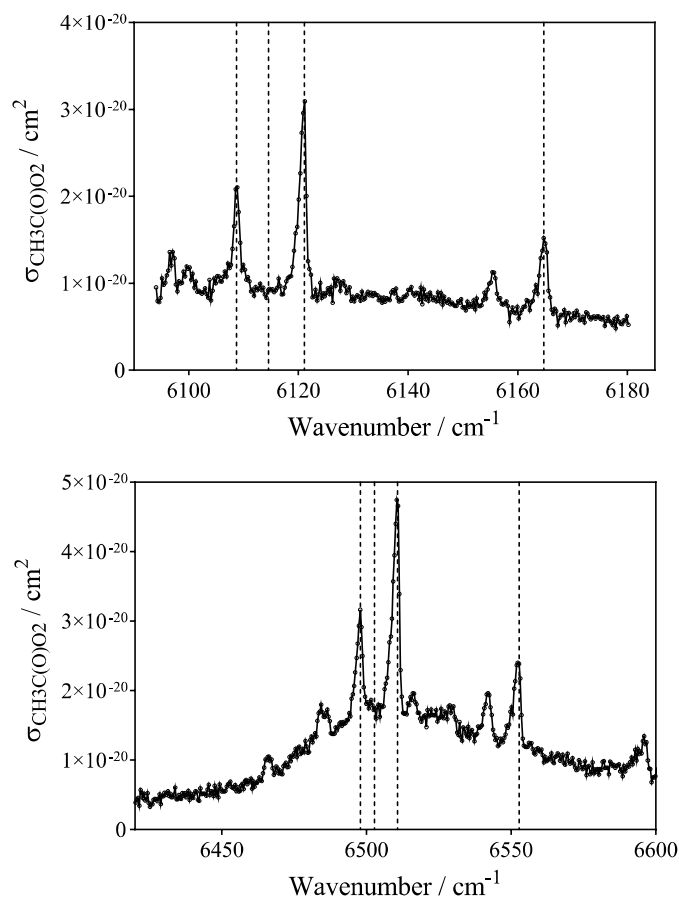 4×10⁻²⁰
3×10⁻²⁰
2×10⁻²⁰
1×10⁻²⁰
0
σCH3C(O)O2 / cm²
6100 6120 6140 6160 6180
Wavenumber / cm⁻¹
5×10⁻²⁰
4×10⁻²⁰
3×10⁻²⁰
2×10⁻²⁰
1×10⁻²⁰
0
σCH3C(O)O2 / cm²
6450 6500 6550 6600
Wavenumber / cm⁻¹